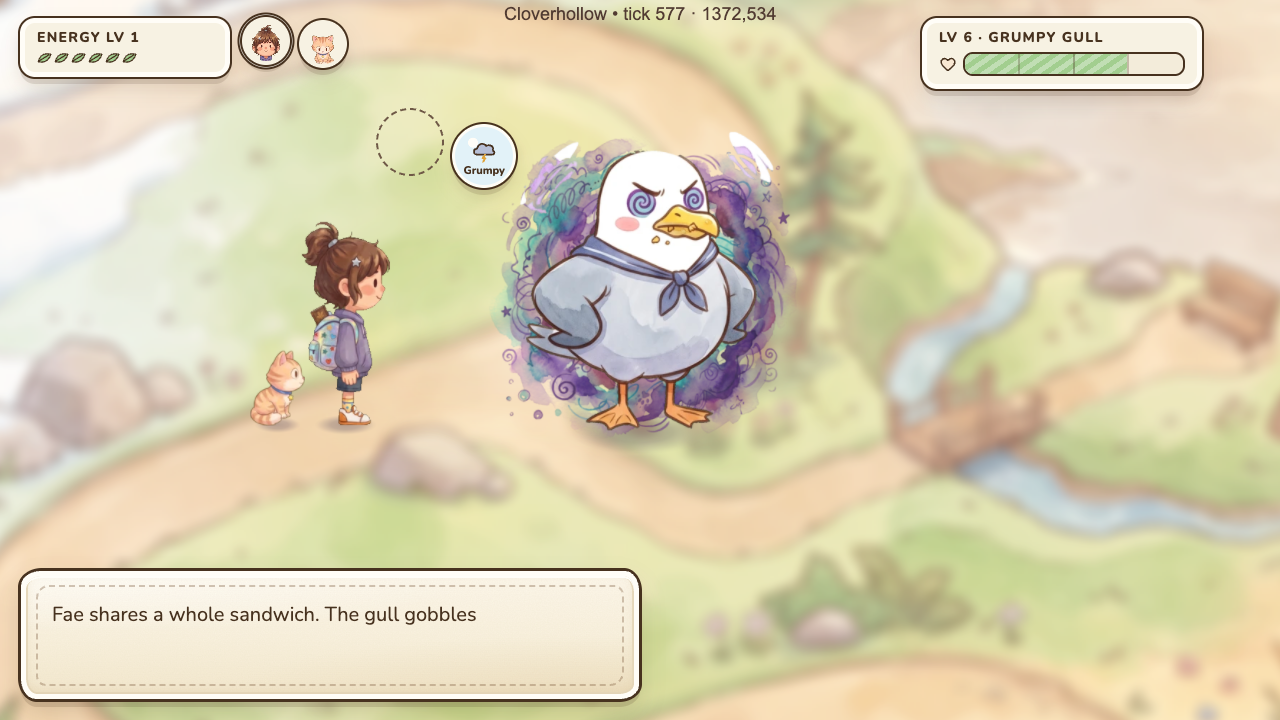 Cloverhollow • tick 577 · 1372,534
ENERGY LV 1
LV 6 · GRUMPY GULL
Grumpy
Fae shares a whole sandwich. The gull gobbles